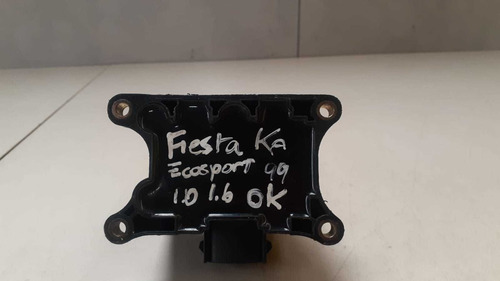 Fiesta Ka
Ecosport 99
1.0 1.6 OK